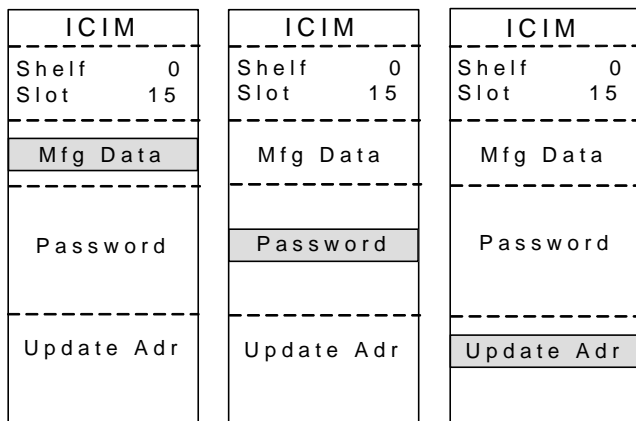 ICIM
Shelf 0
Slot 15
Mfg Data
Password
Update Adr
ICIM
Shelf 0
Slot 15
Mfg Data
Password
Update Adr
ICIM
Shelf 0
Slot 15
Mfg Data
Password
Update Adr